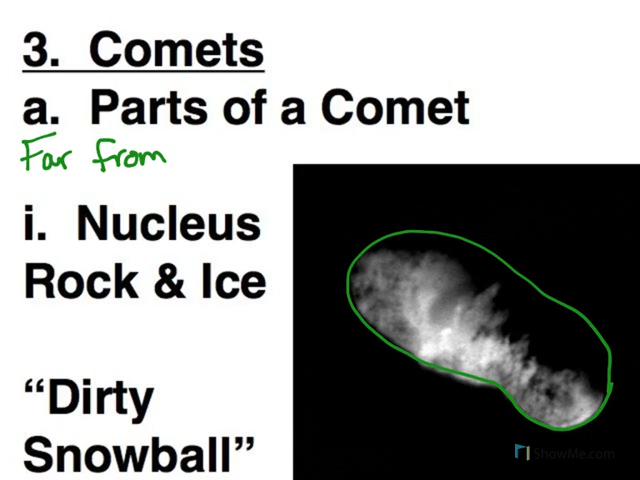 3. Comets
a. Parts of a Comet
Far from
i. Nucleus
Rock & Ice
“Dirty
Snowball”
ShowMe.com